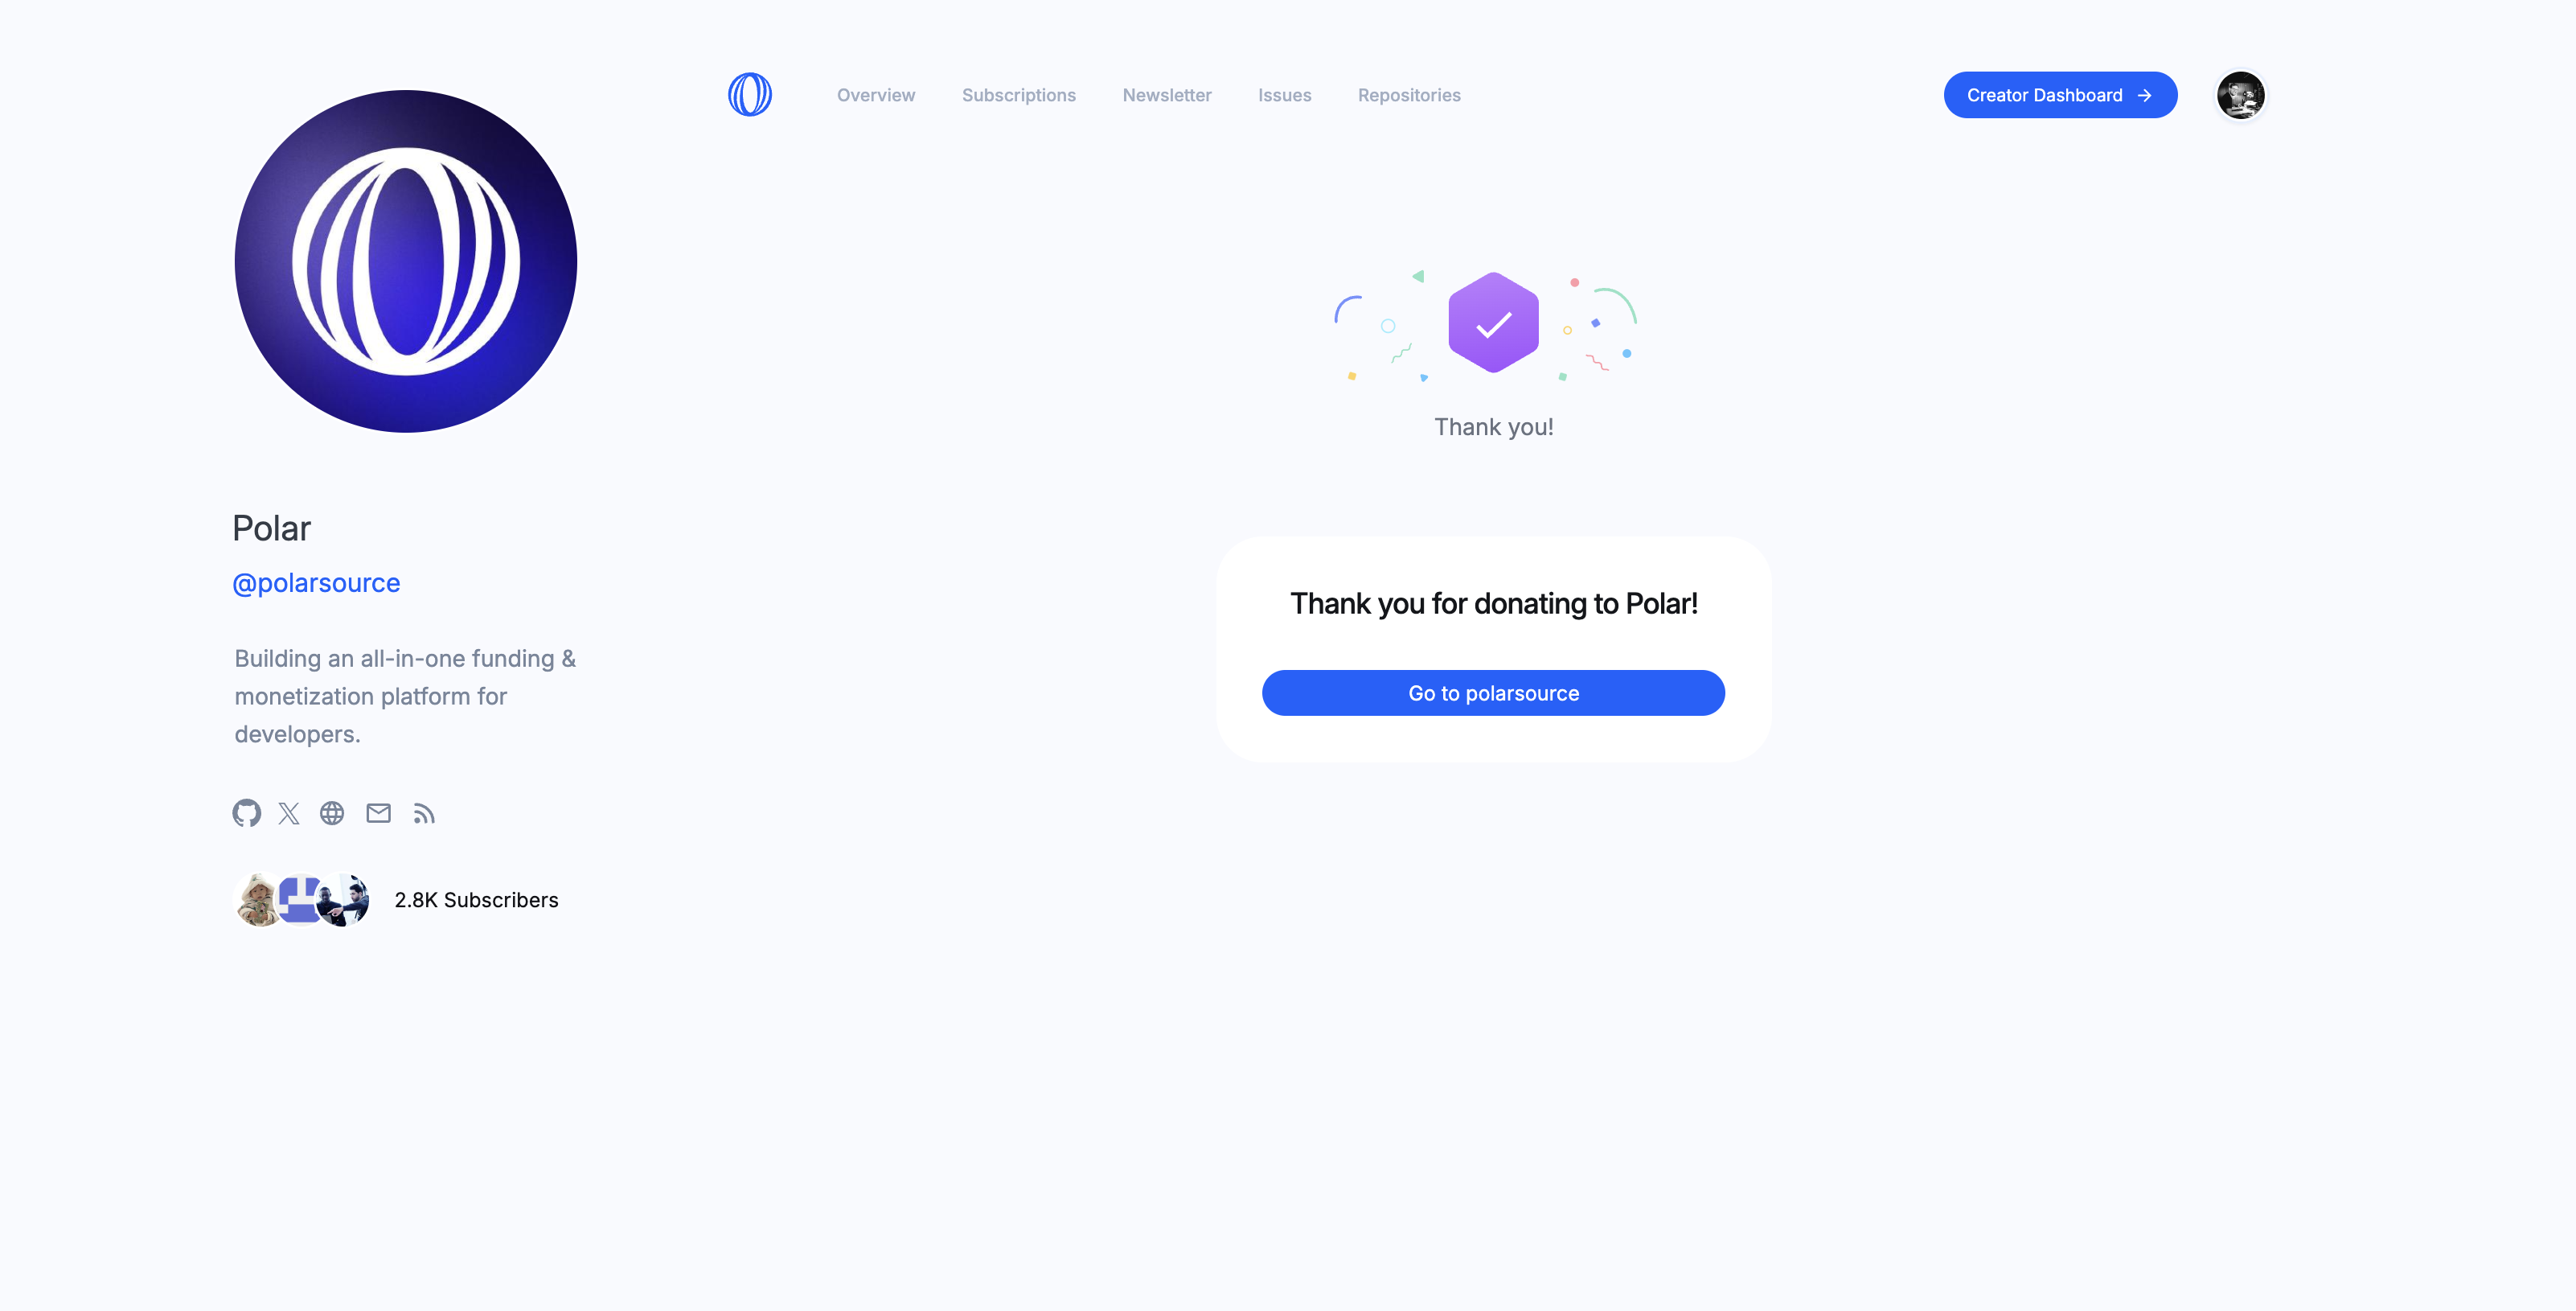 Overview
Subscriptions
Newsletter
Issues
Repositories
Creator Dashboard
Polar
@polarsource
Building an all-in-one funding &
monetization platform for
developers.
2.8K Subscribers
Thank you!
Thank you for donating to Polar!
Go to polarsource